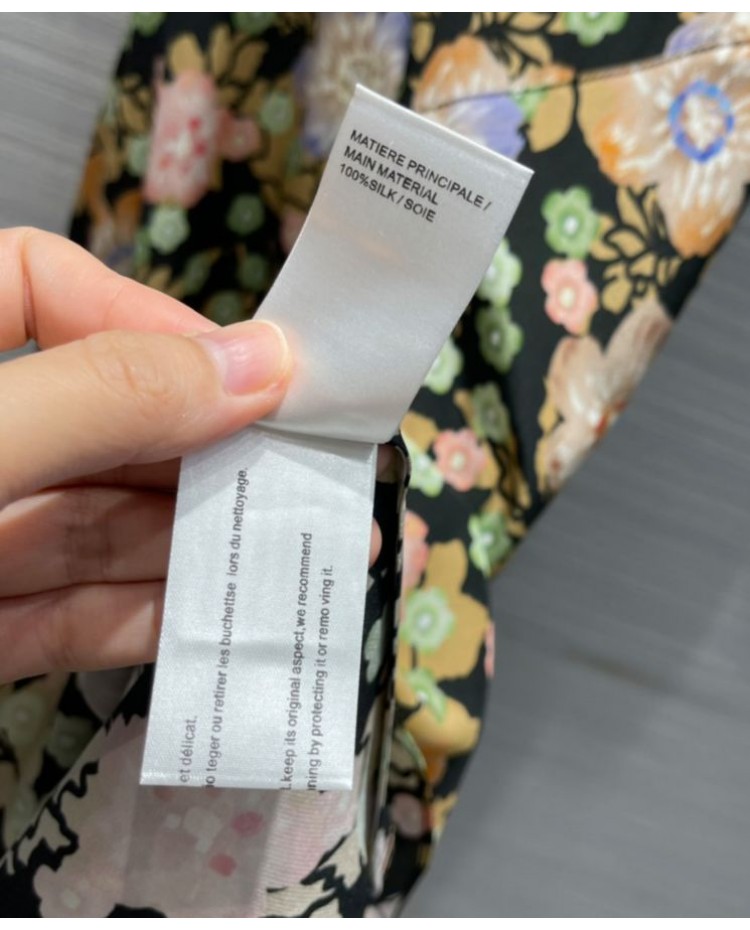 MATIERE PRINCIPALE /
MAIN MATERIAL
100%SILK / SOIE
et délicat.
teger ou retirer les buchettse lors du nettoyage.
keep its original aspect,we recommend
ning by protecting it or remo ving it.